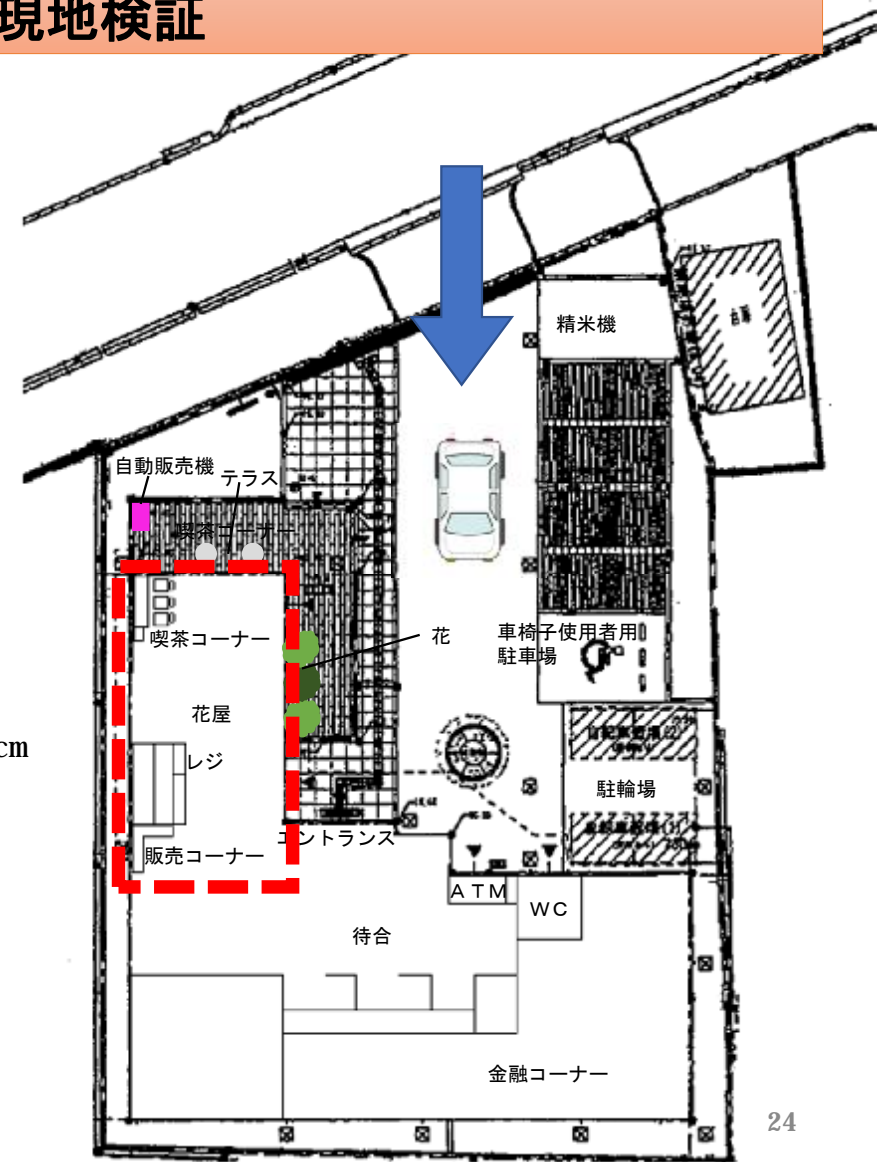 現地検証
精米機
自動販売機
テラス
喫茶コーナー
喫茶コーナー
花
車椅子使用者用
駐車場
花屋
cm
レジ
駐輪場
エントランス
販売コーナー
ATM
WC
待合
金融コーナー
24